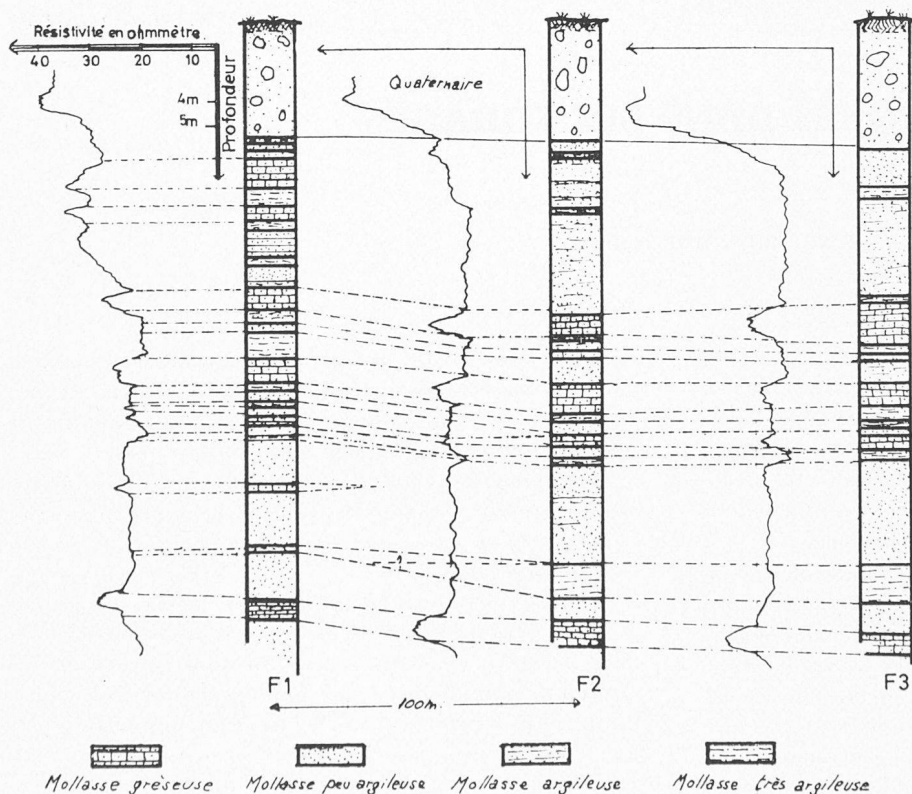 Résistivité en ohmmètre
40 30 20 10
Profondeur
4m
5m
Quaternaire
F1
F2
F3
100m.
Mollasse grèseuse
Mollasse peu argileuse
Mollasse argileuse
Mollasse très argileuse